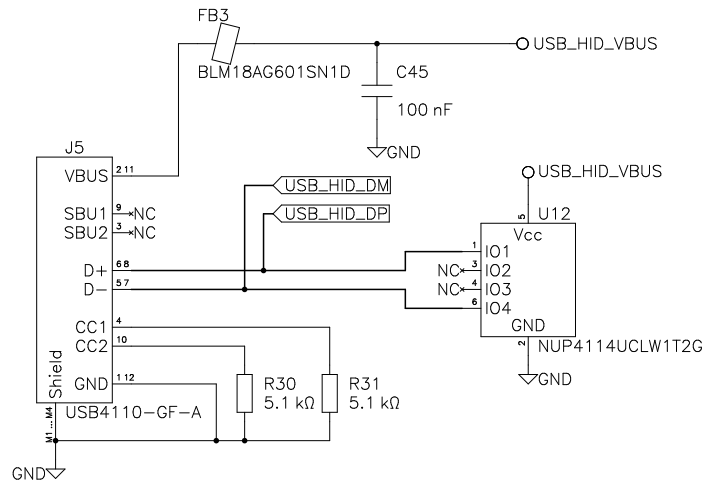 FB3
BLM18AG601SN1D
USB_HID_VBUS
C45
100 nF
GND
J5
VBUS 2 11
SBU1 9 NC
SBU2 3 NC
D+ 6 8
D- 5 7
CC1 4
CC2 10
GND 1 12
Shield
M1...M4
USB4110-GF-A
GND
USB_HID_DM
USB_HID_DP
R30
5.1 kΩ
R31
5.1 kΩ
USB_HID_VBUS
5
U12
Vcc
1 IO1
NC 3 IO2
NC 4 IO3
6 IO4
GND
2
NUP4114UCLW1T2G
GND